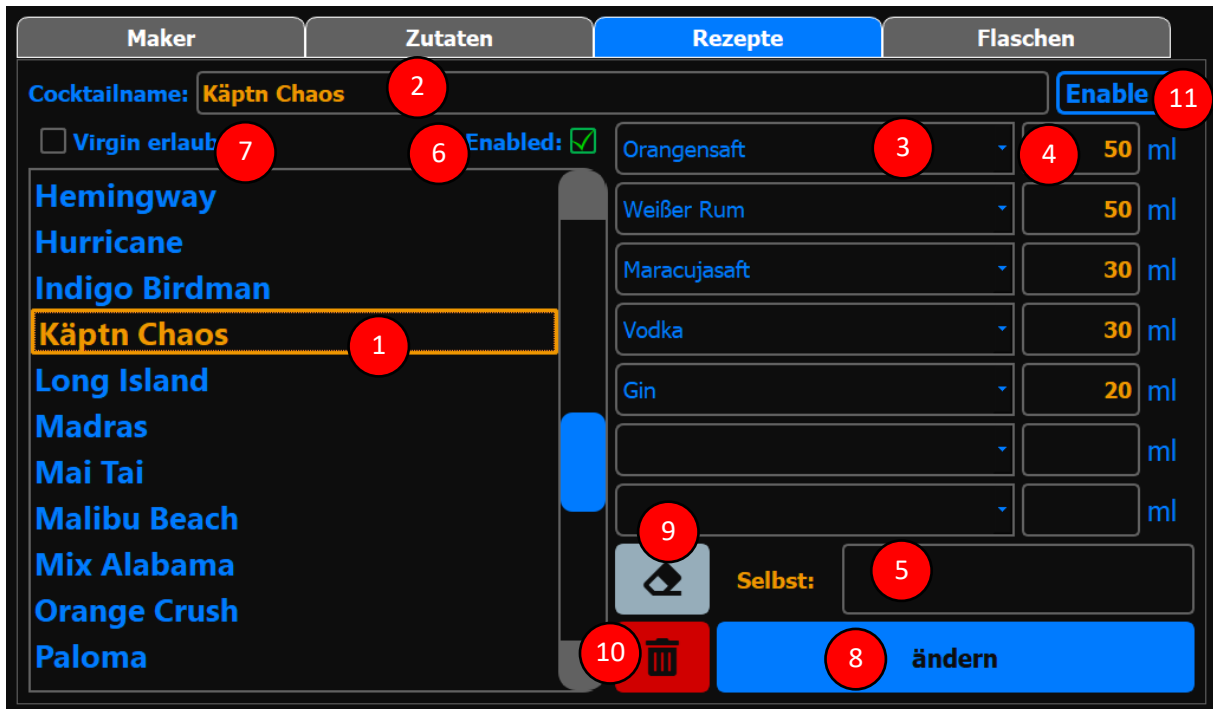 Maker Zutaten Rezepte Flaschen
Cocktailname: Käptn Chaos 2 Enable 11
Virgin 7 6 Enabled:
Orangensaft 3 4 50 ml
Hemingway
Weißer Rum 50 ml
Hurricane
Maracujasaft 30 ml
Indigo Birdman
Käptn Chaos 1
Vodka 30 ml
Long Island
Gin 20 ml
Madras
ml
Mai Tai
Malibu Beach
ml
9
Mix Alabama
Selbst: 5
Orange Crush
Paloma
10 8 ändern